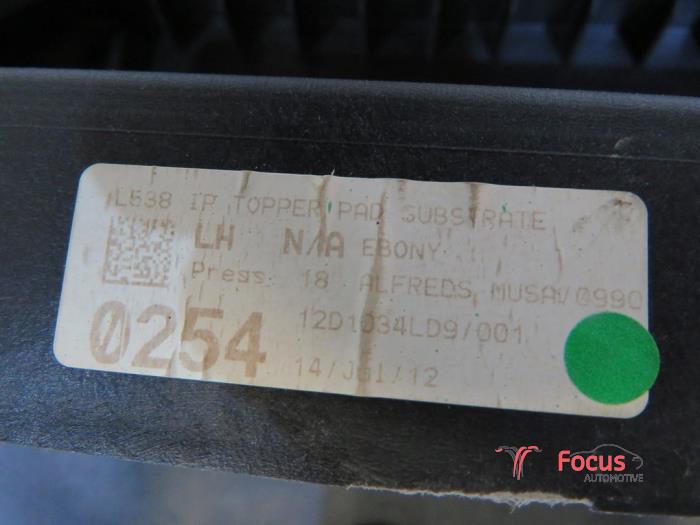 L538 IP TOPPER PAD SUBSTRATE
LH N/A EBONY
Press 18 ALFREDS MUSAV 0990
0254 12D1034LD9/001
14/Jul/12
Focus
AUTOMOTIVE